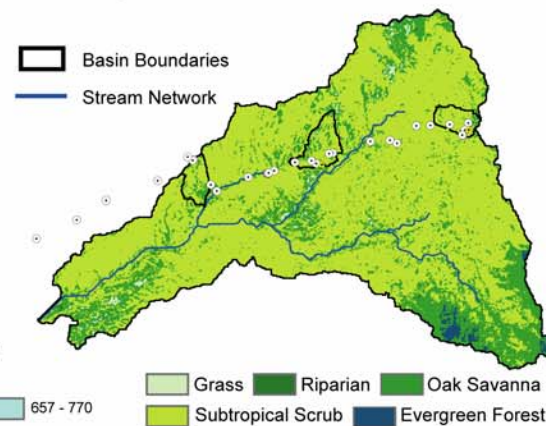 Basin Boundaries
Stream Network
657 - 770
Grass Riparian Oak Savanna
Subtropical Scrub Evergreen Forest